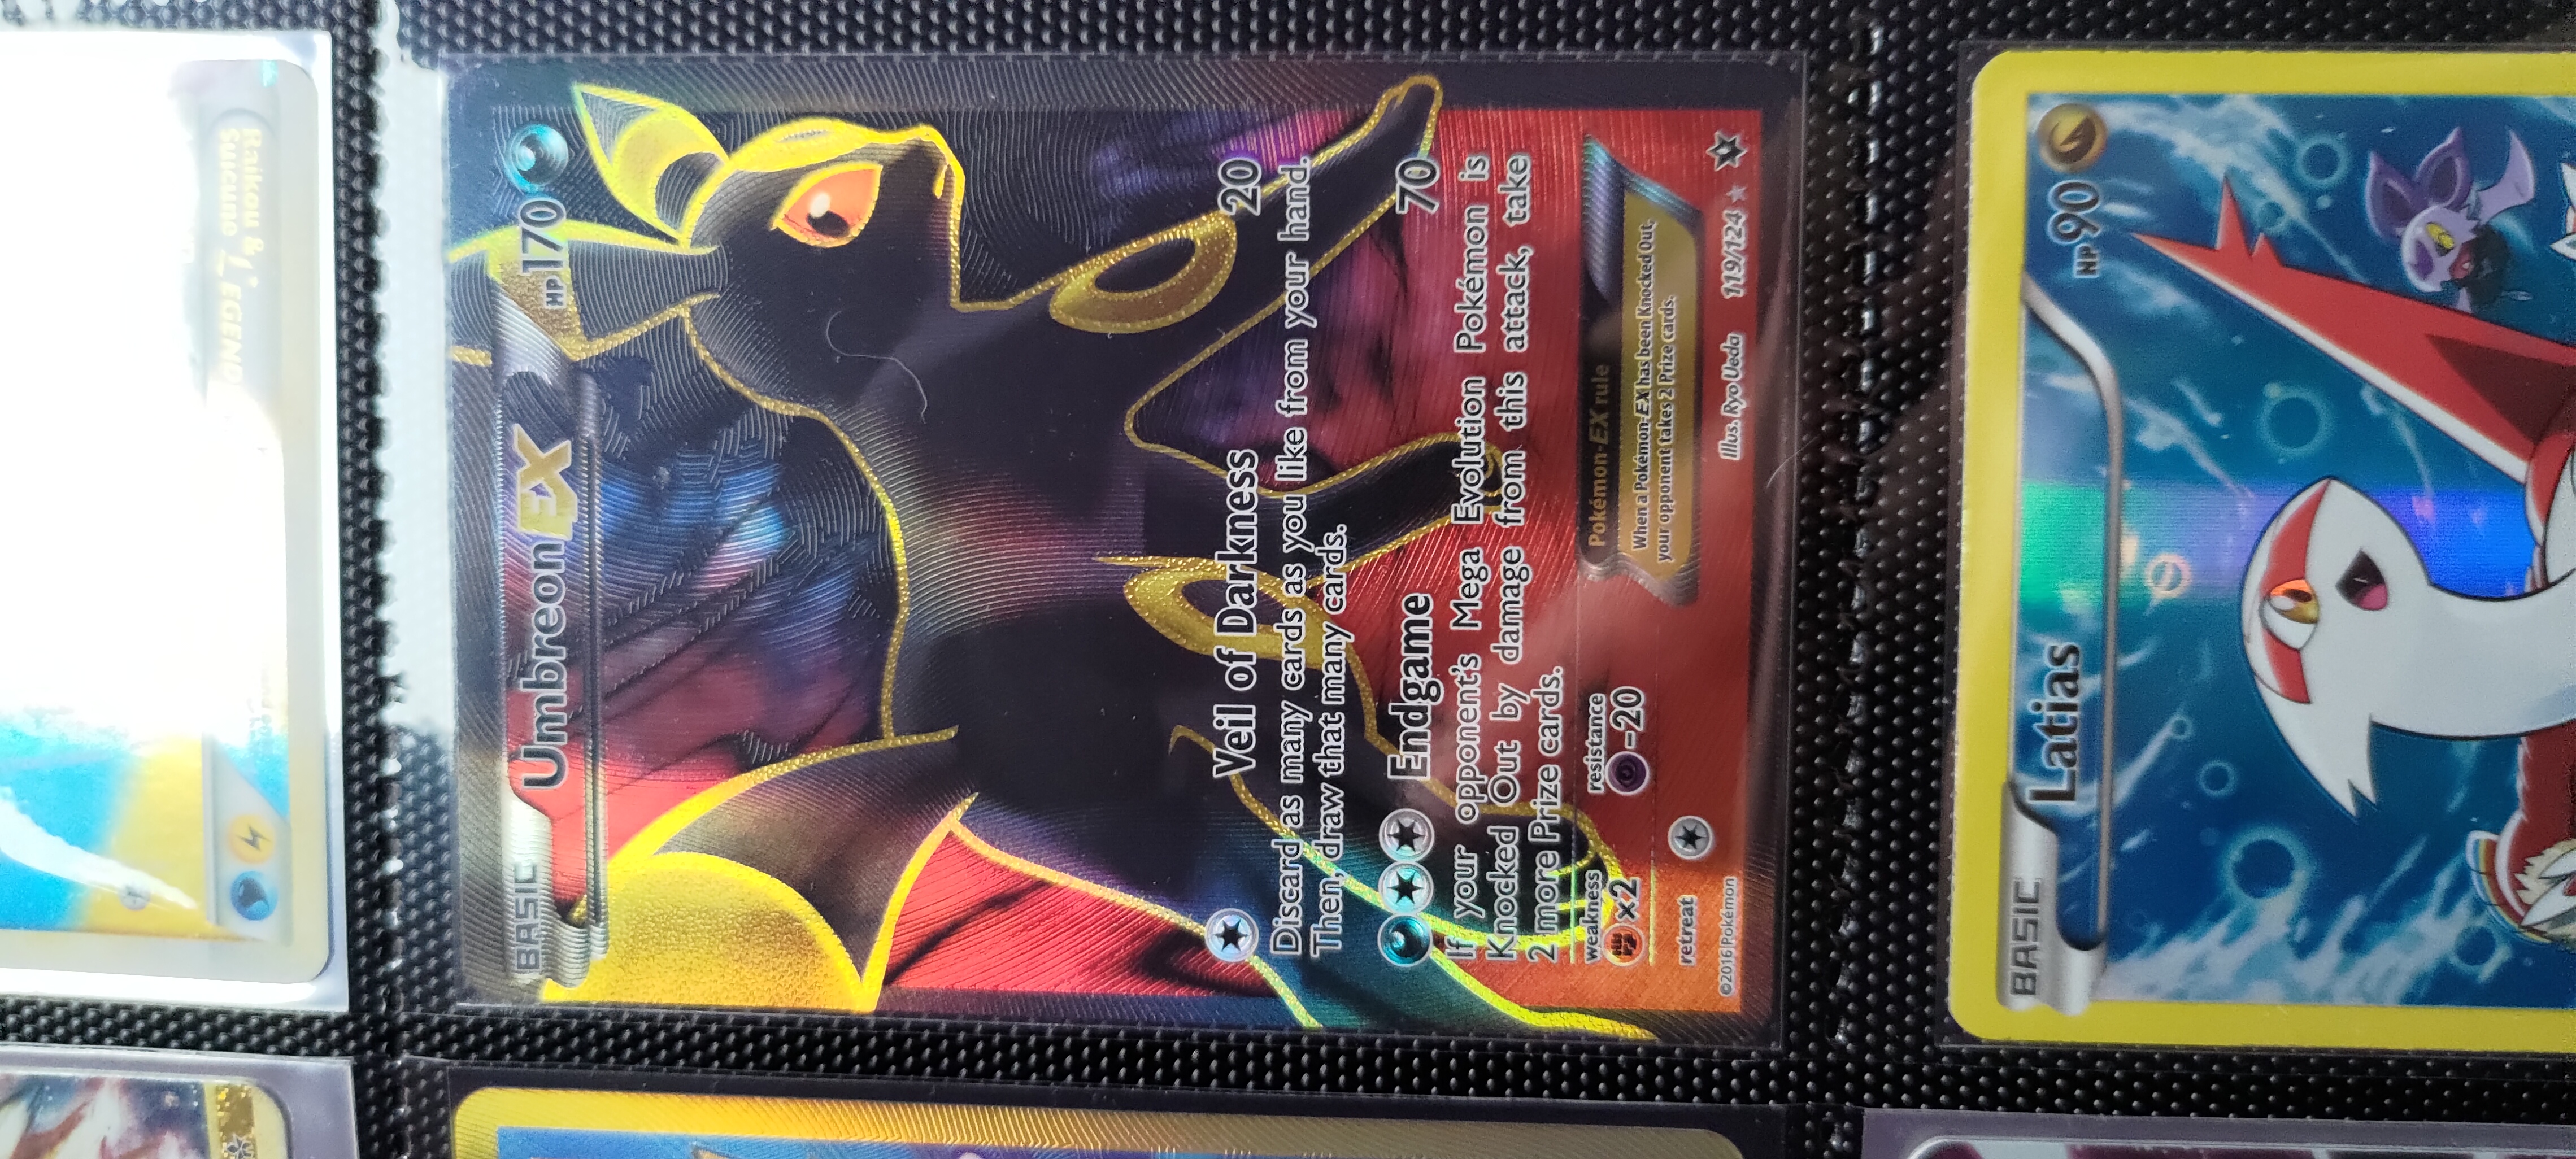 Raikou &
Suicune LEGEND
BASIC Umbreon EX HP170
Veil of Darkness 20
Discard as many cards as you like from your hand.
Then, draw that many cards.
Endgame 70
If your opponent's Mega Evolution Pokémon is
Knocked Out by damage from this attack, take
2 more Prize cards.
weakness resistance
×2 -20
Pokémon-EX rule
When a Pokémon-EX has been Knocked Out,
your opponent takes 2 Prize cards.
retreat
©2016 Pokémon Illus. Ryo Ueda 119/124
BASIC Latias HP90